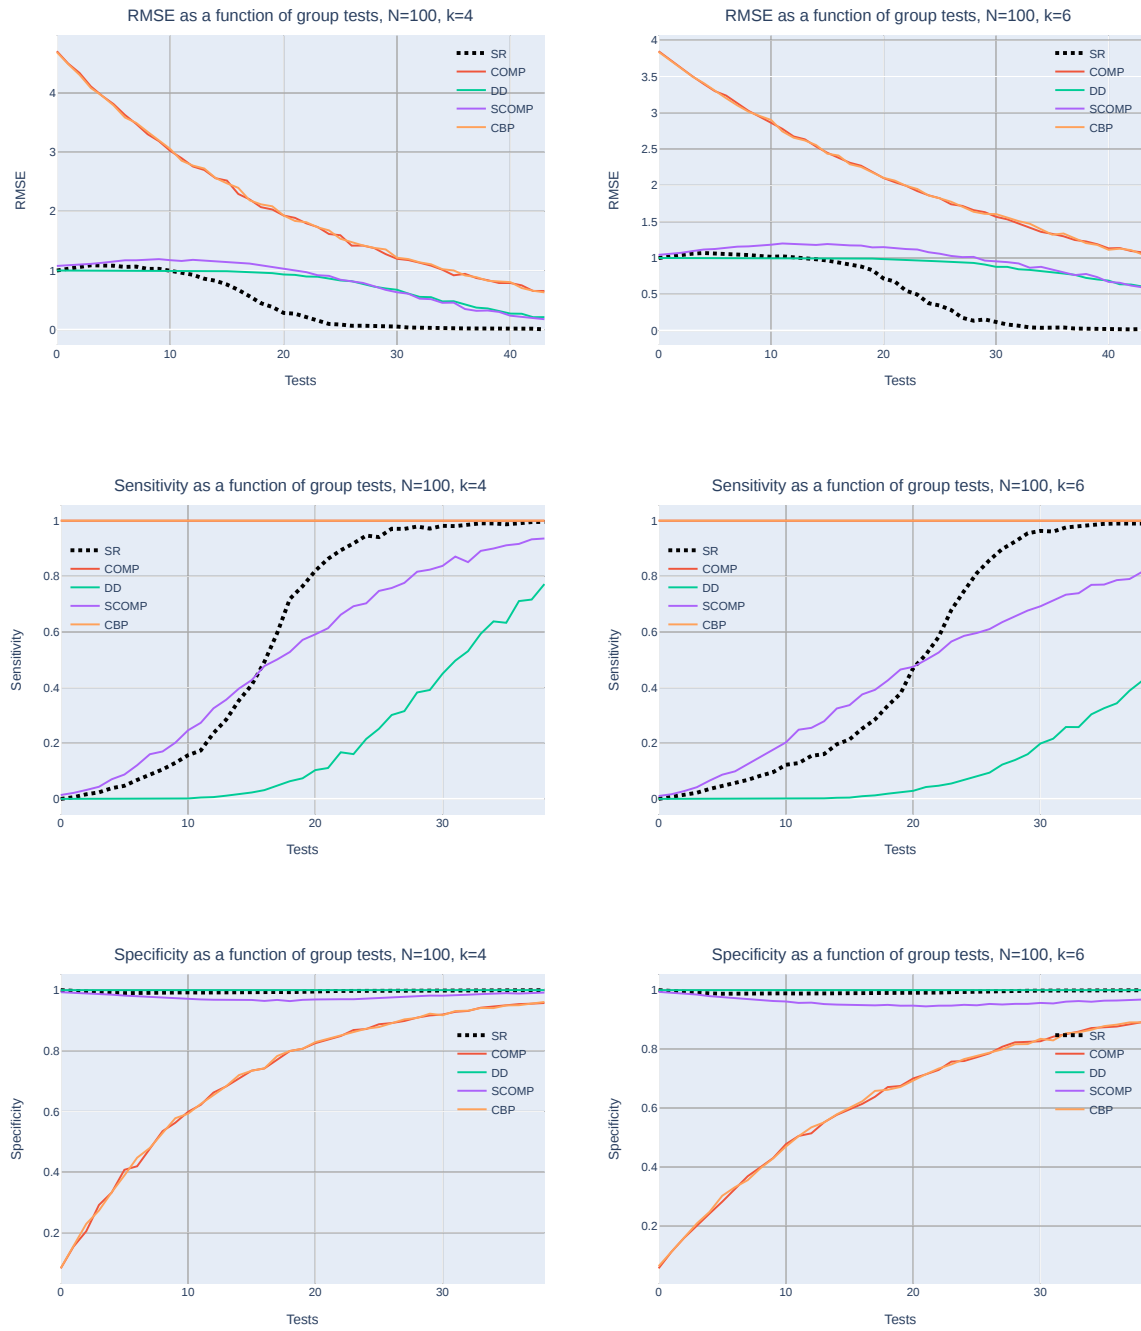 RMSE as a function of group tests, N=100, k=4
RMSE
4
3
2
1
0
0
10
20
30
40
Tests
SR
COMP
DD
SCOMP
CBP
RMSE as a function of group tests, N=100, k=6
RMSE
4
3.5
3
2.5
2
1.5
1
0.5
0
0
10
20
30
40
Tests
SR
COMP
DD
SCOMP
CBP
Sensitivity as a function of group tests, N=100, k=4
Sensitivity
1
0.8
0.6
0.4
0.2
0
0
10
20
30
Tests
SR
COMP
DD
SCOMP
CBP
Sensitivity as a function of group tests, N=100, k=6
Sensitivity
1
0.8
0.6
0.4
0.2
0
0
10
20
30
Tests
SR
COMP
DD
SCOMP
CBP
Specificity as a function of group tests, N=100, k=4
Specificity
1
0.8
0.6
0.4
0.2
0
10
20
30
Tests
SR
COMP
DD
SCOMP
CBP
Specificity as a function of group tests, N=100, k=6
Specificity
1
0.8
0.6
0.4
0.2
0
10
20
30
Tests
SR
COMP
DD
SCOMP
CBP